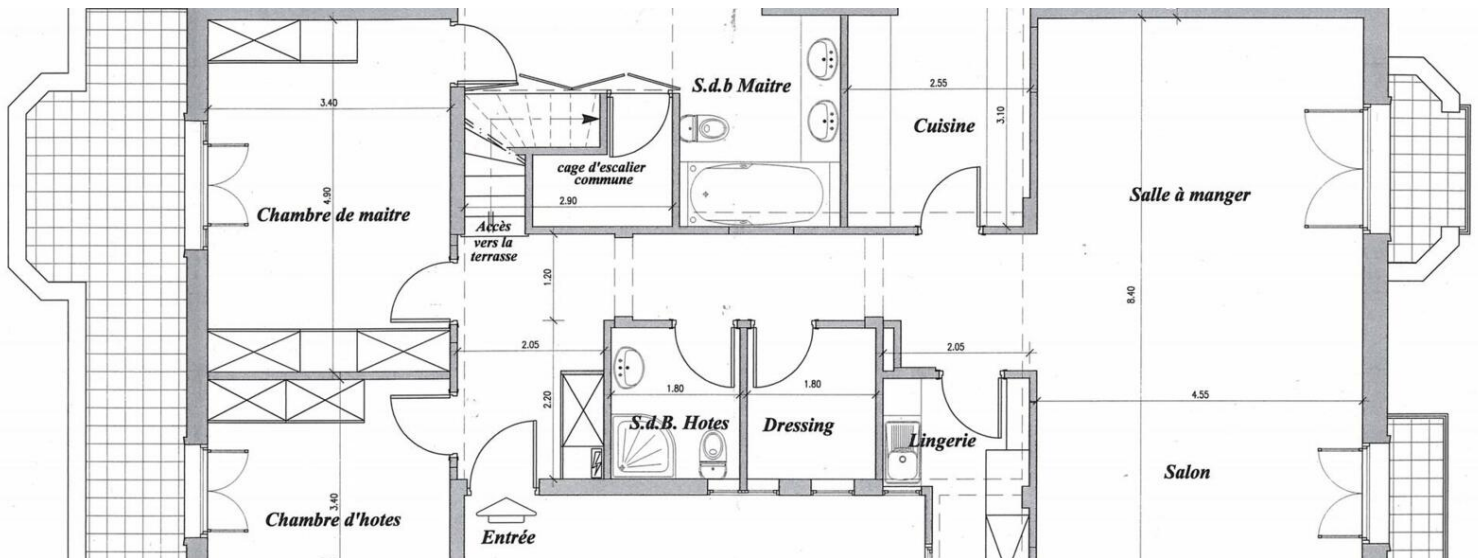 S.d.b Maitre
3.40
2.55
3.10
Cuisine
cage d'escalier
commune
4.90
Chambre de maitre
2.90
Salle à manger
Accès
vers la
terrasse
1.20
8.40
2.05
2.05
1.80
1.80
4.55
2.20
S.d.B. Hotes
Dressing
Lingerie
Salon
3.40
Chambre d'hotes
Entrée